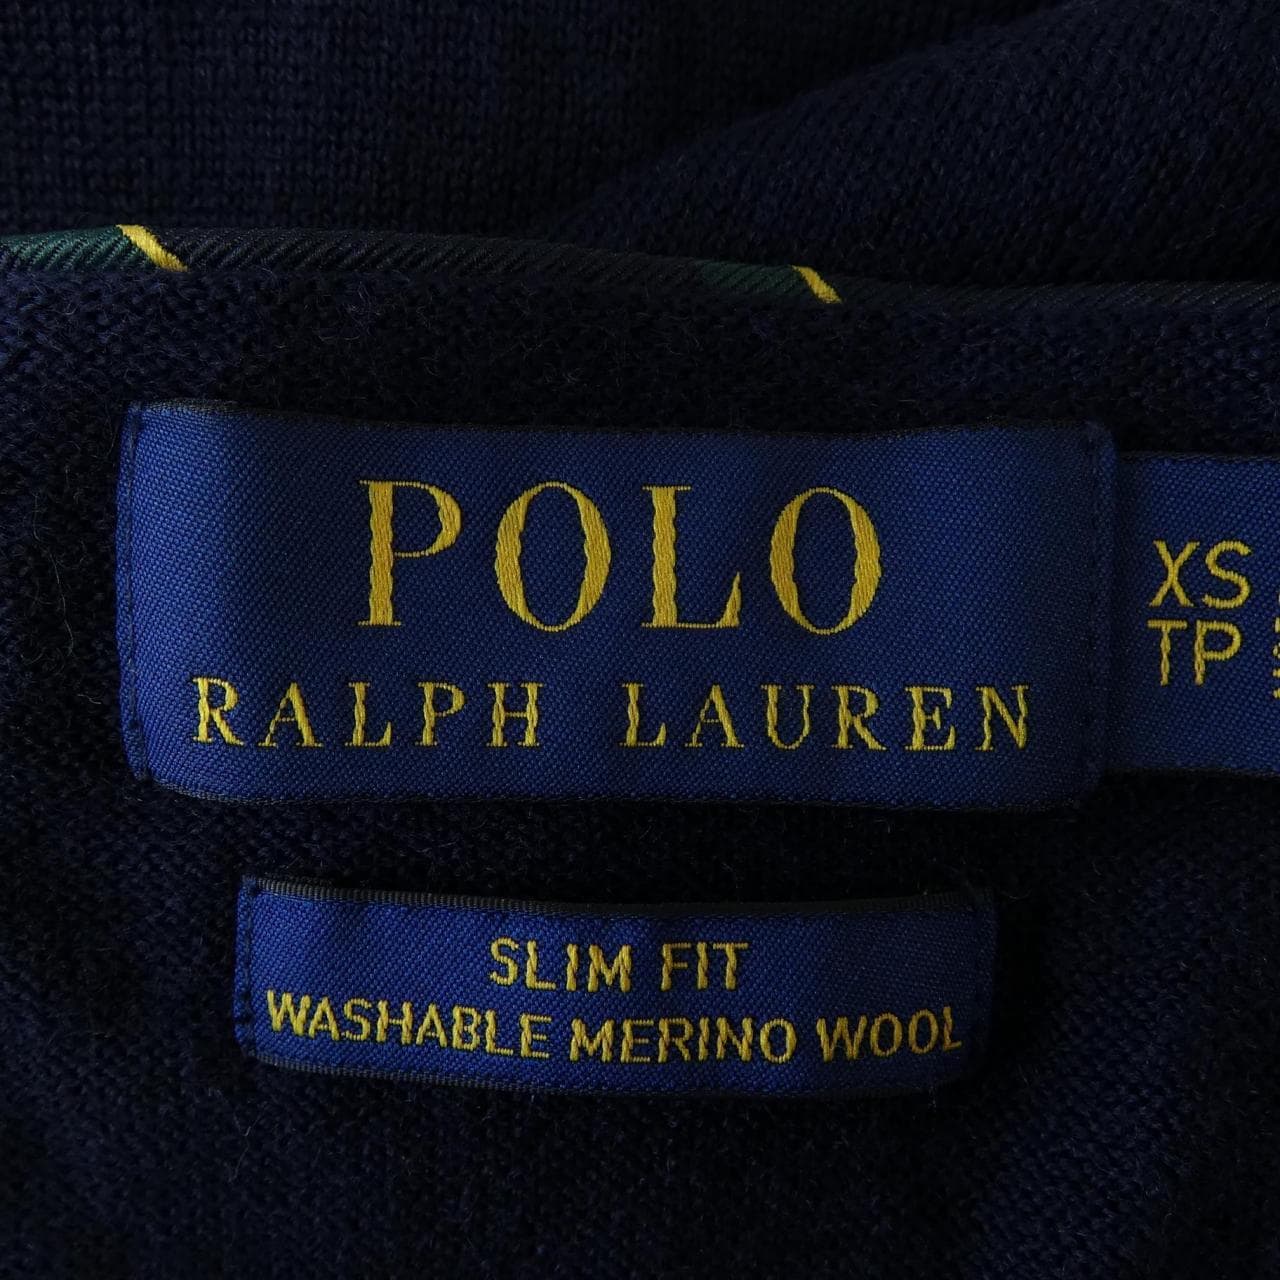 POLO
RALPH LAUREN
XS
TP
SLIM FIT
WASHABLE MERINO WOOL